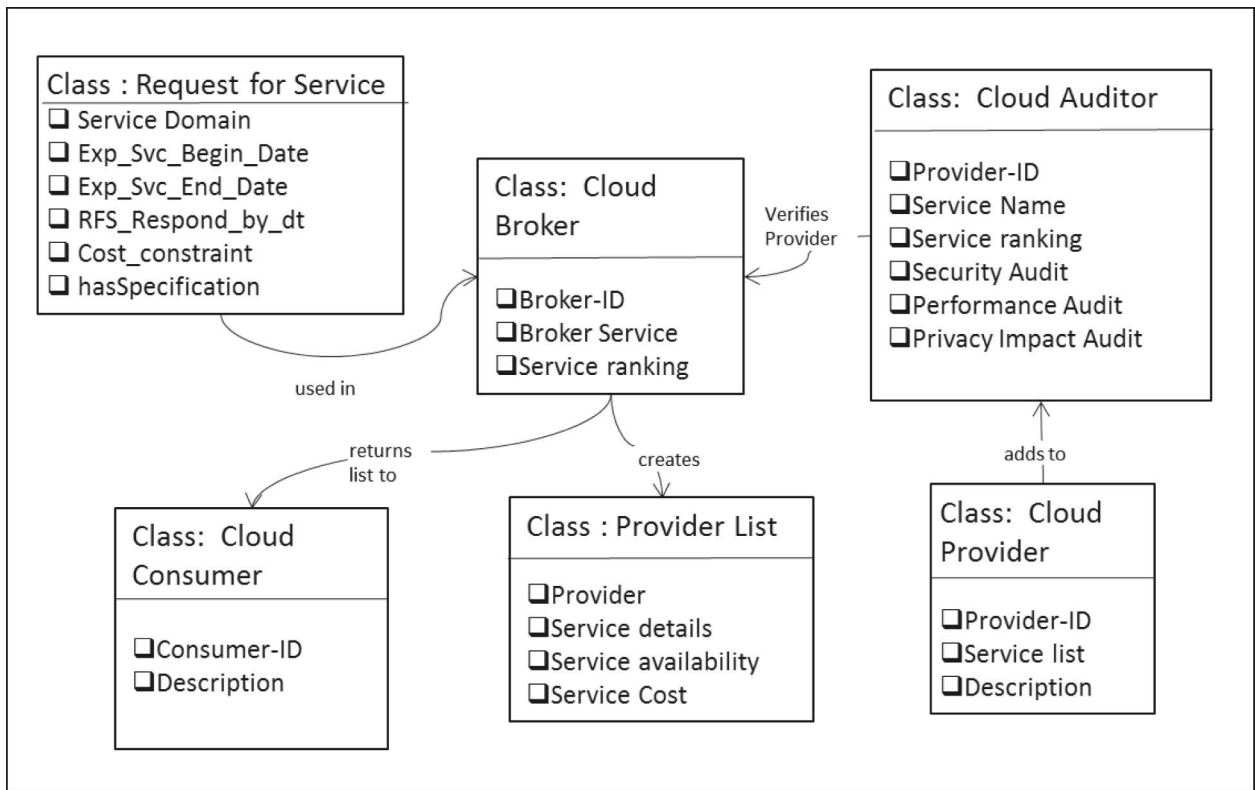 Class : Request for Service
Service Domain
Exp_Svc_Begin_Date
Exp_Svc_End_Date
RFS_Respond_by_dt
Cost_constraint
hasSpecification
used in
Class: Cloud
Broker
Broker-ID
Broker Service
Service ranking
Verifies
Provider
Class: Cloud Auditor
Provider-ID
Service Name
Service ranking
Security Audit
Performance Audit
Privacy Impact Audit
returns
list to
creates
adds to
Class: Cloud
Consumer
Consumer-ID
Description
Class : Provider List
Provider
Service details
Service availability
Service Cost
Class: Cloud
Provider
Provider-ID
Service list
Description